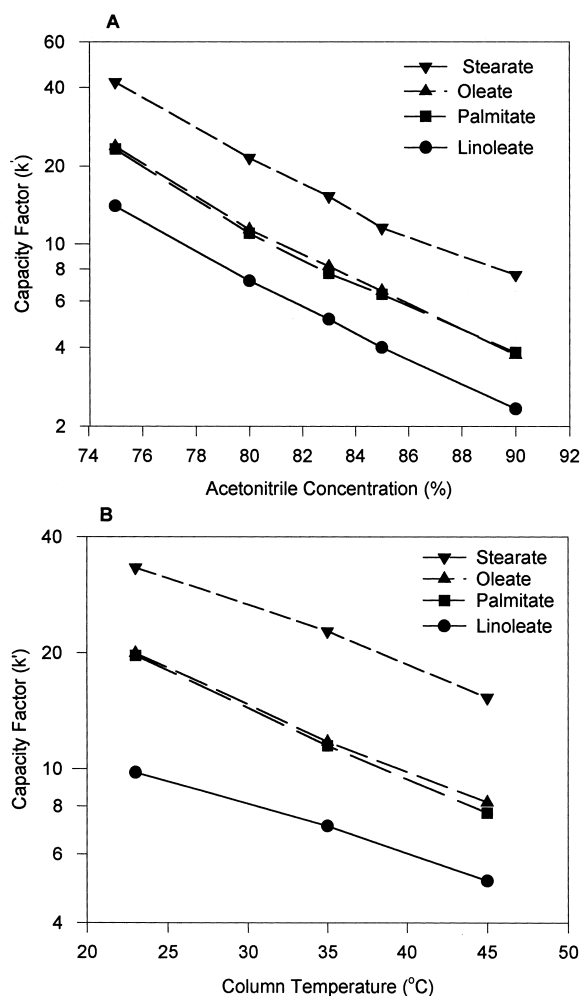 A
60
40
20
10
8
6
4
2
Capacity Factor (k')
Stearate
Oleate
Palmitate
Linoleate
74 76 78 80 82 84 86 88 90 92
Acetonitrile Concentration (%)
B
40
20
10
8
6
4
Capacity Factor (k')
Stearate
Oleate
Palmitate
Linoleate
20 25 30 35 40 45 50
Column Temperature (°C)